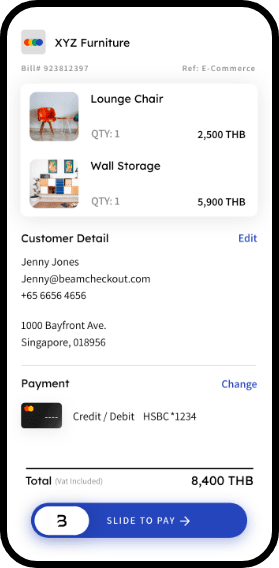 XYZ Furniture
Bill# 923812397 Ref: E-Commerce
Lounge Chair
QTY: 1 2,500 THB
Wall Storage
QTY: 1 5,900 THB
Customer Detail Edit
Jenny Jones
Jenny@beamcheckout.com
+65 6656 4656
1000 Bayfront Ave.
Singapore, 018956
Payment Change
Credit / Debit HSBC *1234
Total (Vat Included) 8,400 THB
SLIDE TO PAY →